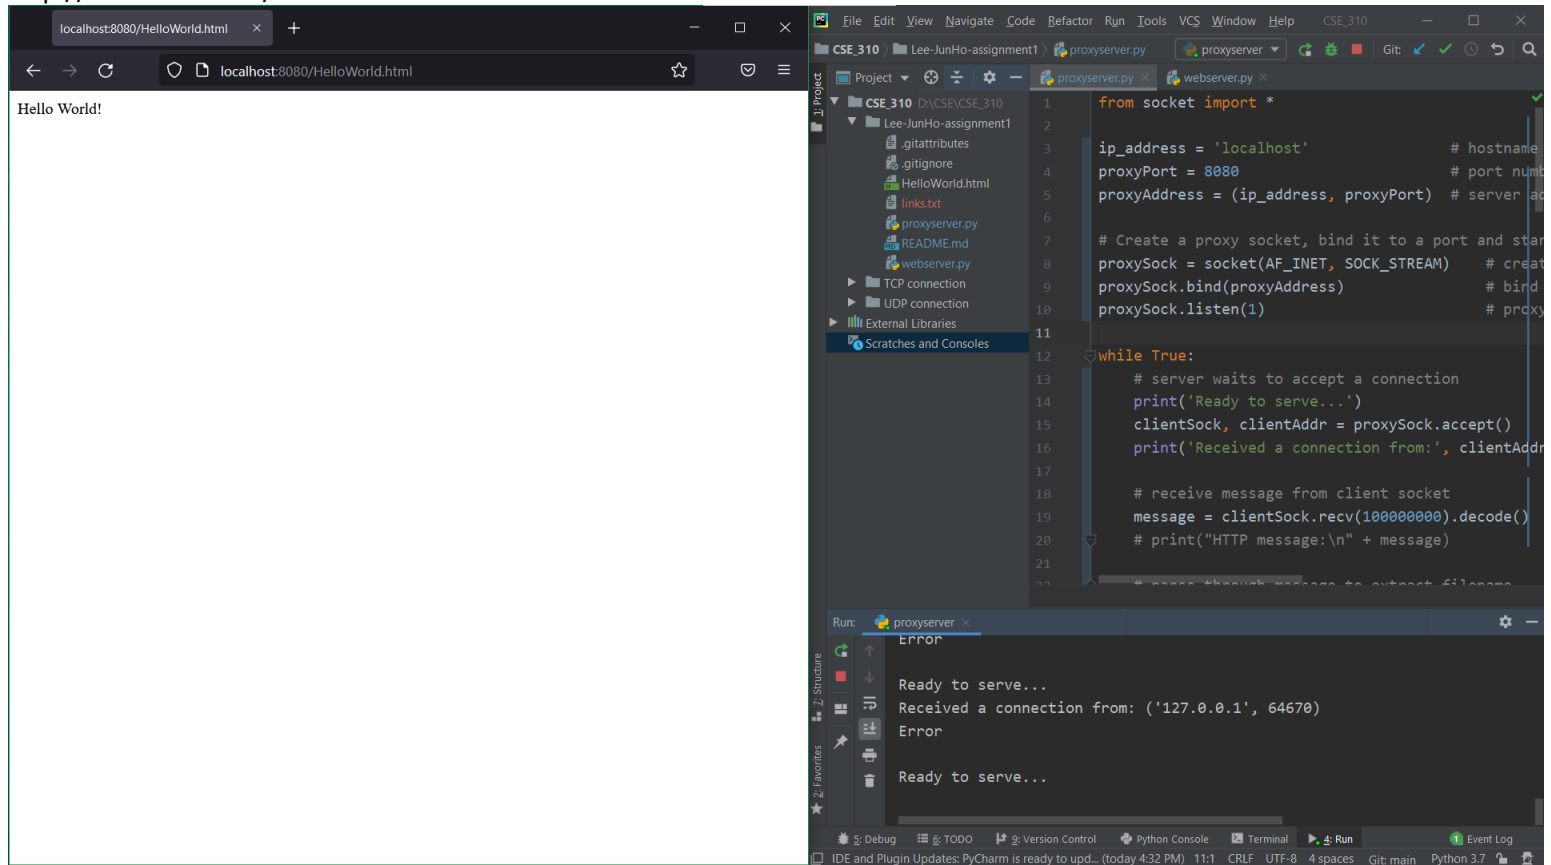 localhost:8080/HelloWorld.html
localhost:8080/HelloWorld.html
Hello World!
File Edit View Navigate Code Refactor Run Tools VCS Window Help CSE_310
CSE_310 Lee-JunHo-assignment1 proxyserver.py proxyserver Git:
Project proxyserver.py webserver.py
1: Project
CSE_310 D:\CSE\CSE_310
Lee-JunHo-assignment1
.gitattributes
.gitignore
HelloWorld.html
links.txt
proxyserver.py
README.md
webserver.py
TCP connection
UDP connection
External Libraries
Scratches and Consoles
1 from socket import *
2
3 ip_address = 'localhost' # hostname
4 proxyPort = 8080 # port numb
5 proxyAddress = (ip_address, proxyPort) # server ad
6
7 # Create a proxy socket, bind it to a port and star
8 proxySock = socket(AF_INET, SOCK_STREAM) # creat
9 proxySock.bind(proxyAddress) # bind
10 proxySock.listen(1) # proxy
11
12 while True:
13 # server waits to accept a connection
14 print('Ready to serve...')
15 clientSock, clientAddr = proxySock.accept()
16 print('Received a connection from:', clientAddr
17
18 # receive message from client socket
19 message = clientSock.recv(100000000).decode()
20 # print("HTTP message:\n" + message)
21
22 # parse through message to extract filename
Run: proxyserver
Error
Ready to serve...
Received a connection from: ('127.0.0.1', 64670)
Error
Ready to serve...
Z: Structure
2: Favorites
5: Debug 6: TODO 9: Version Control Python Console Terminal 4: Run 1 Event Log
IDE and Plugin Updates: PyCharm is ready to upd... (today 4:32 PM) 11:1 CRLF UTF-8 4 spaces Git: main Python 3.7